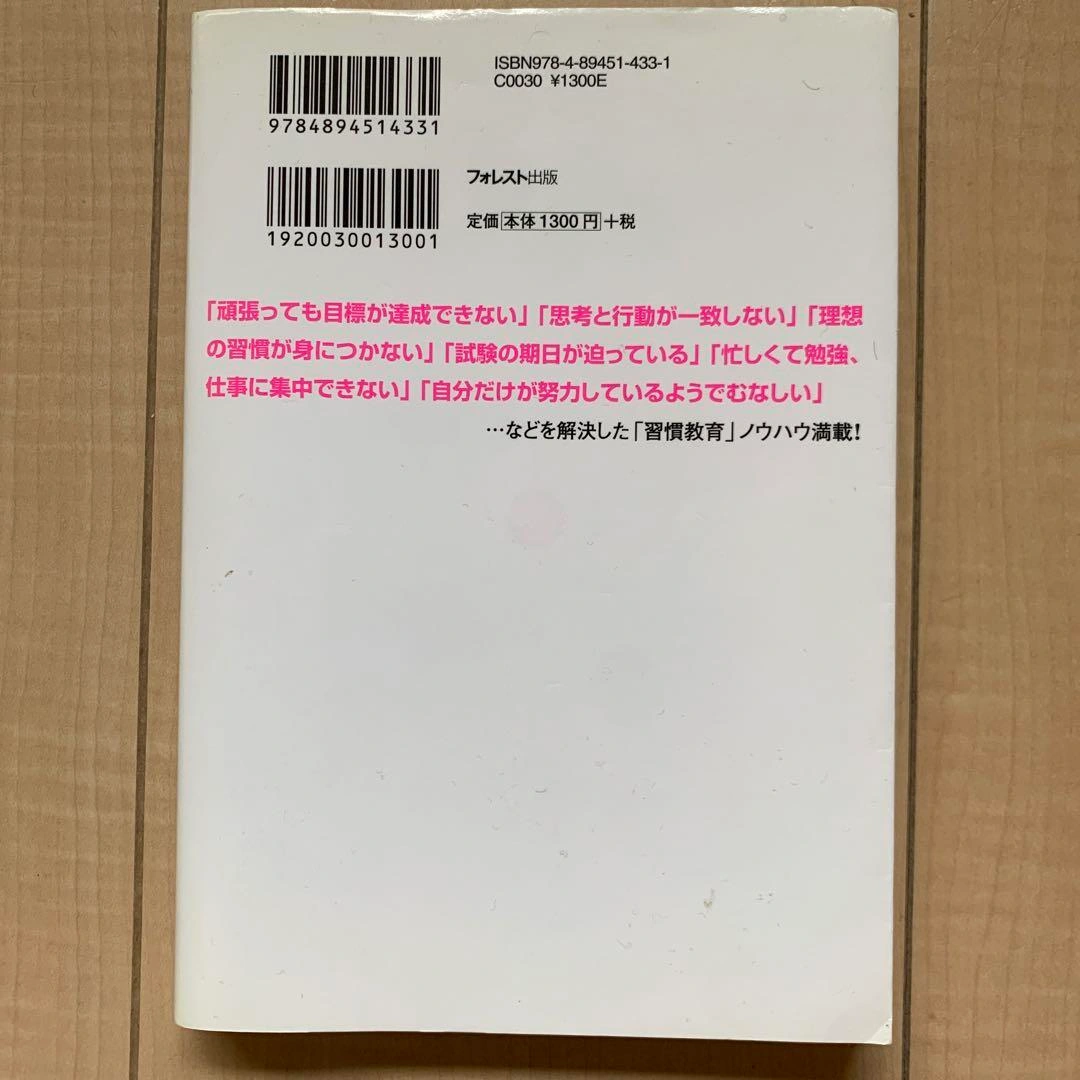 ISBN978-4-89451-433-1
C0030 ¥1300E
9784894514331
フォレスト出版
定価 本体1300円+税
1920030013001
「頑張っても目標が達成できない」「思考と行動が一致しない」「理想
の習慣が身につかない」「試験の期日が迫っている」「忙しくて勉強、
仕事に集中できない」「自分だけが努力しているようでむなしい」
…などを解決した「習慣教育」ノウハウ満載!